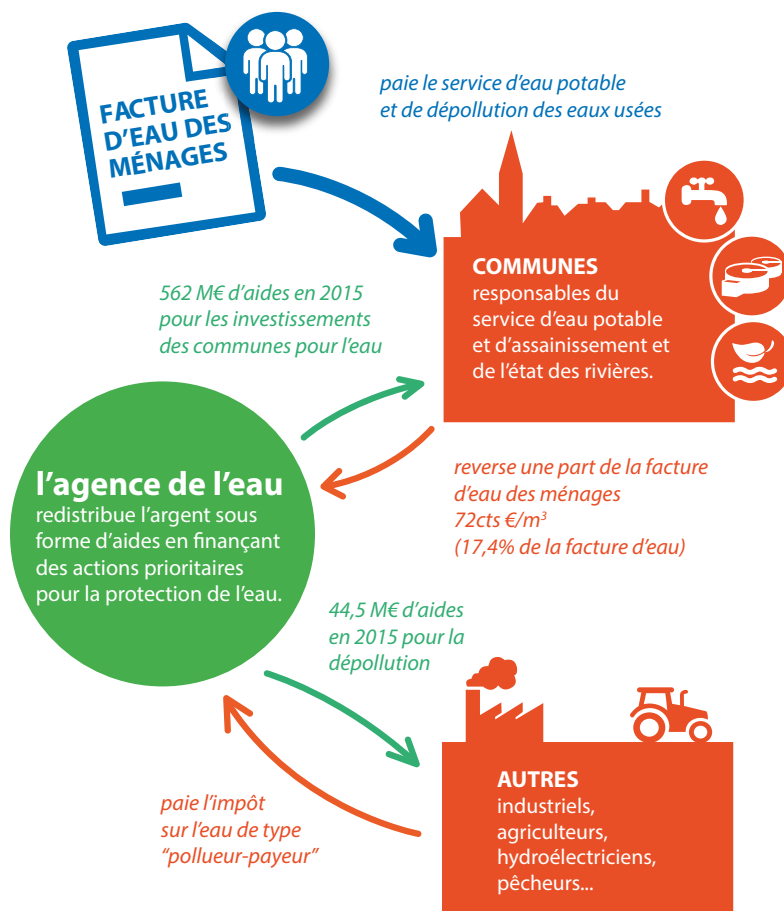 FACTURE
D'EAU DES
MÉNAGES
paie le service d'eau potable
et de dépollution des eaux usées
COMMUNES
responsables du
service d'eau potable
et d'assainissement et
de l'état des rivières.
562 M€ d'aides en 2015
pour les investissements
des communes pour l'eau
l'agence de l'eau
redistribue l'argent sous
forme d'aides en finançant
des actions prioritaires
pour la protection de l'eau.
reverse une part de la facture
d'eau des ménages
72cts €/m³
(17,4% de la facture d'eau)
44,5 M€ d'aides
en 2015 pour la
dépollution
paie l'impôt
sur l'eau de type
“pollueur-payeur”
AUTRES
industriels,
agriculteurs,
hydroélectriciens,
pêcheurs...